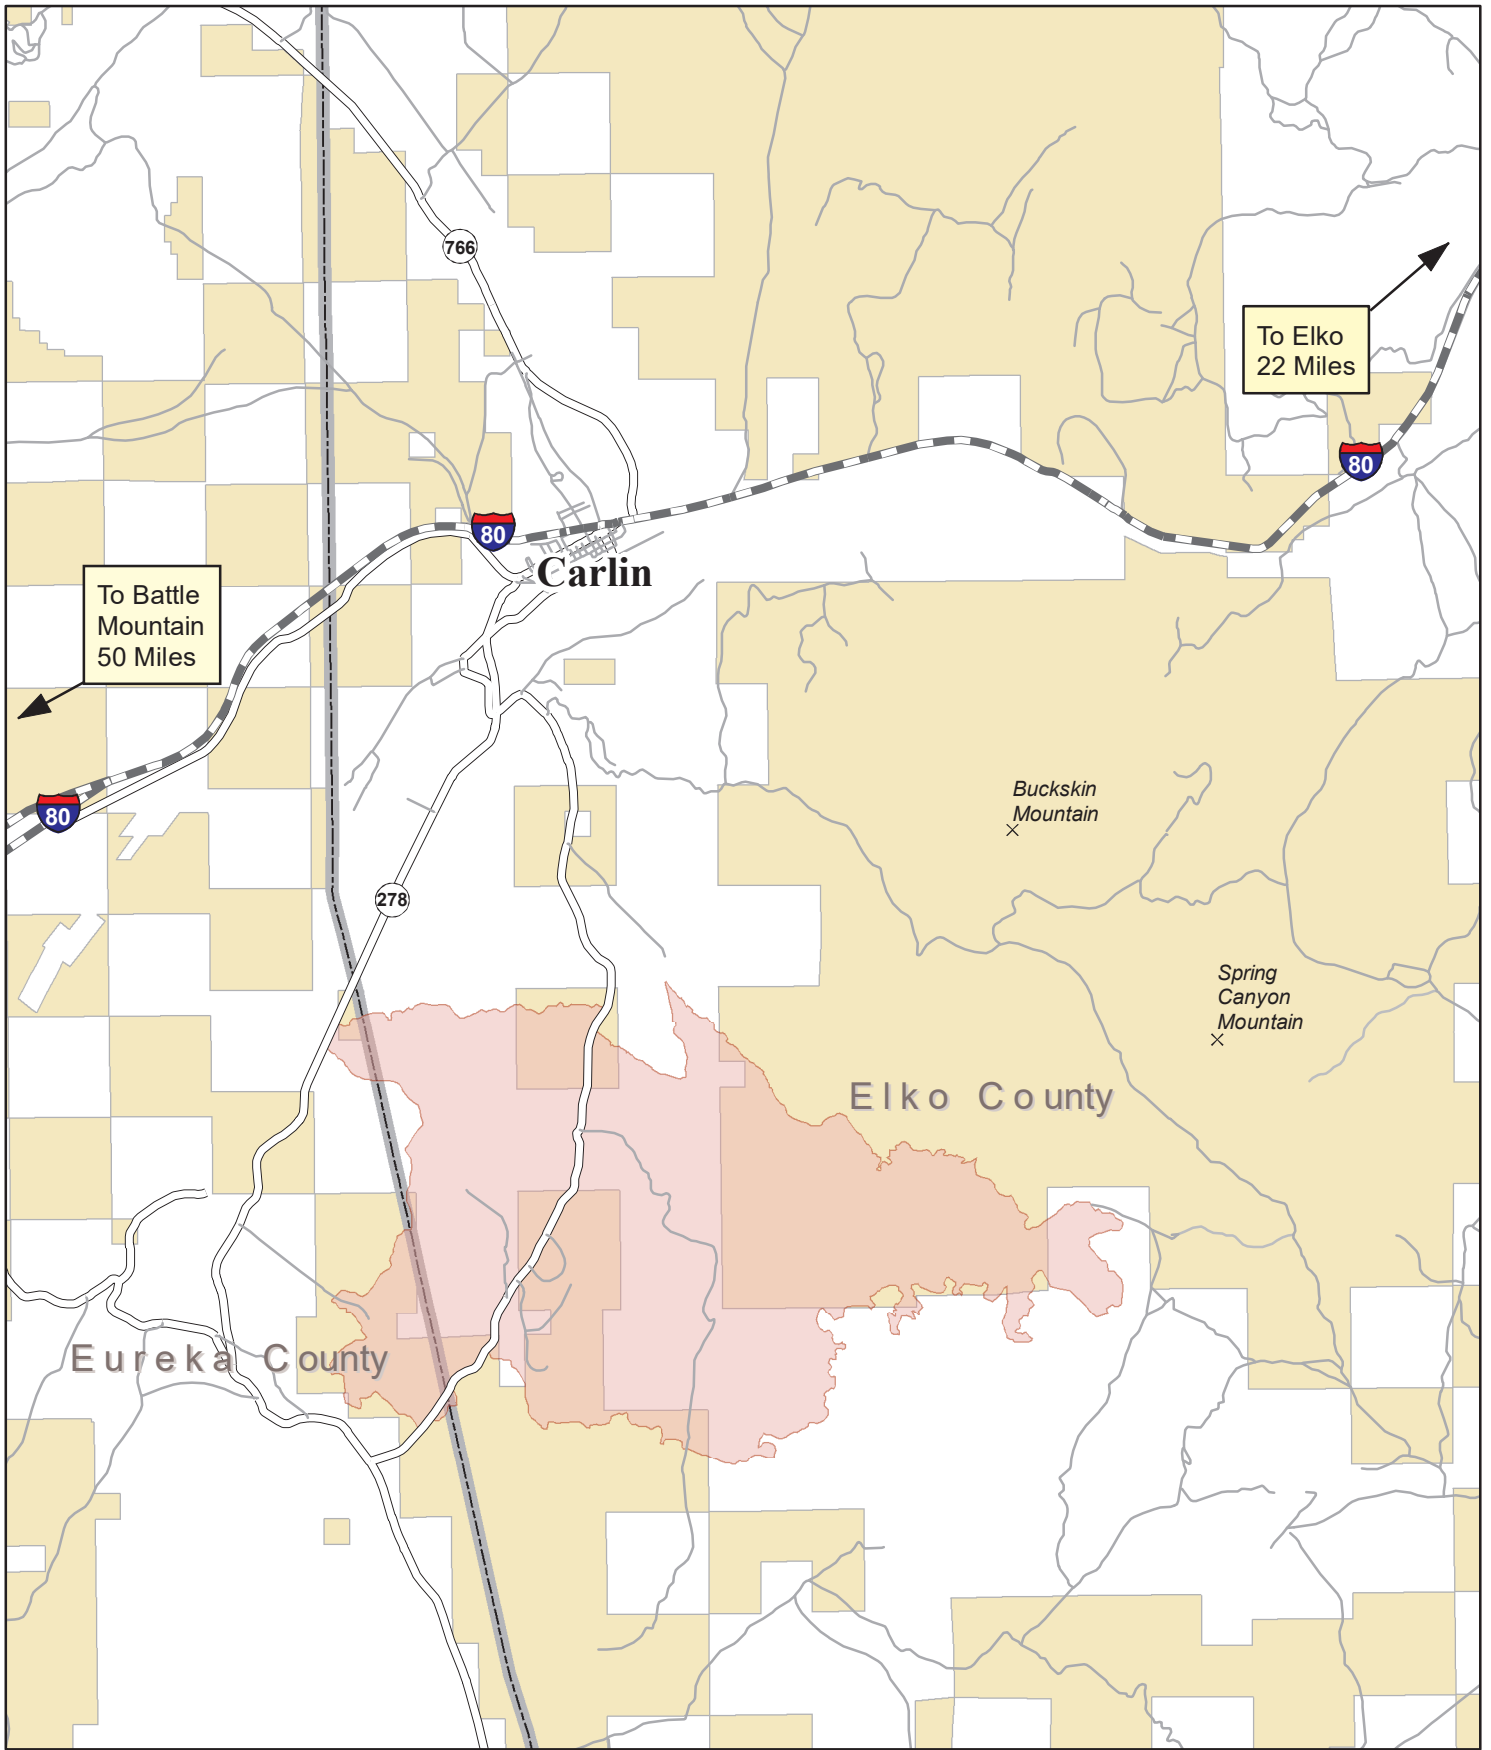 766
To Elko
22 Miles
80
80
Carlin
To Battle
Mountain
50 Miles
Buckskin
Mountain
80
278
Spring
Canyon
Mountain
Elko County
Eureka County